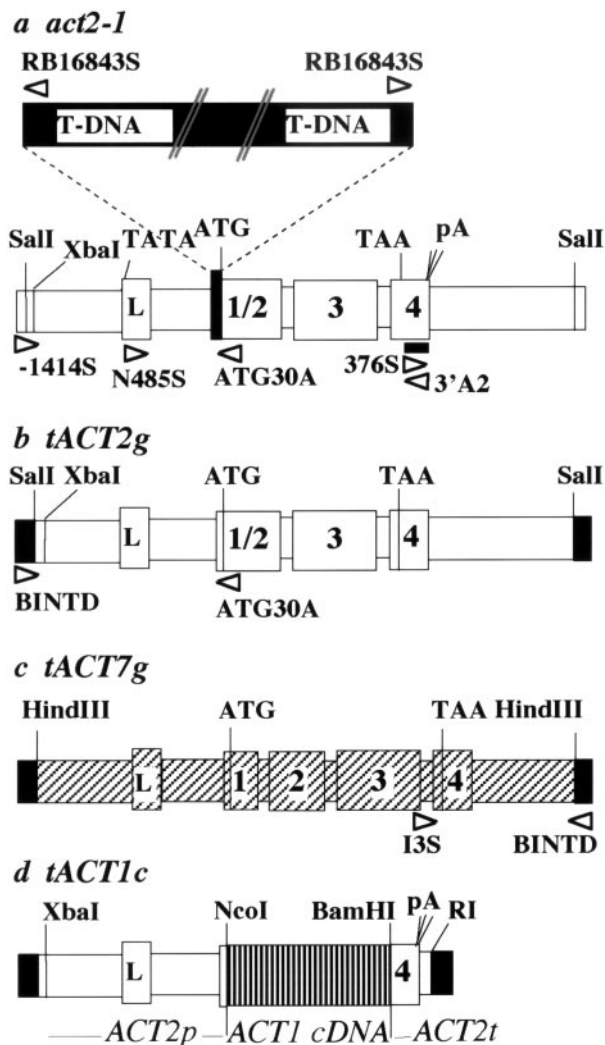 a act2-1
RB16843S RB16843S
T-DNA T-DNA
SalI XbaI TATA ATG TAA pA SalI
L 1/2 3 4
-1414S N485S ATG30A 376S 3'A2
b tACT2g
SalI XbaI ATG TAA SalI
L 1/2 3 4
BINTD ATG30A
c tACT7g
HindIII ATG TAA HindIII
L 1 2 3 4
I3S BINTD
d tACT1c
XbaI NcoI BamHI pA RI
L 4
ACT2p ACT1 cDNA ACT2t